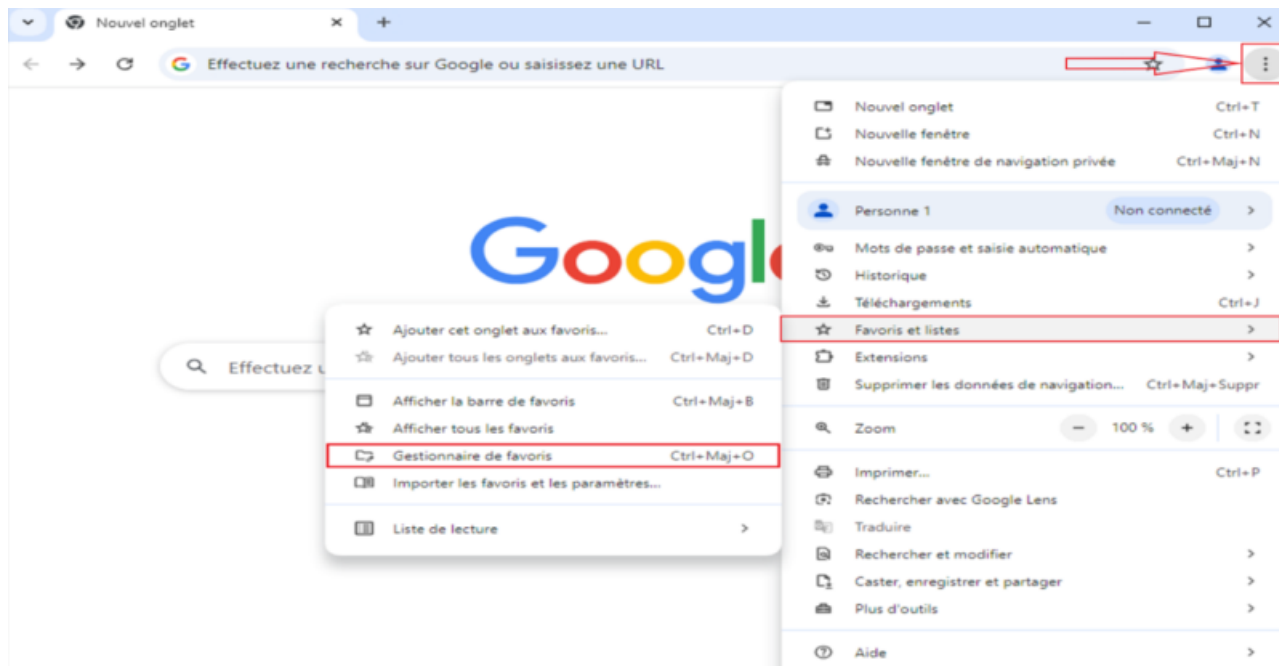 Nouvel onglet
Effectuez une recherche sur Google ou saisissez une URL
Nouvel onglet Ctrl+T
Nouvelle fenêtre Ctrl+N
Nouvelle fenêtre de navigation privée Ctrl+Maj+N
Personne 1 Non connecté
Mots de passe et saisie automatique
Historique
Téléchargements Ctrl+J
Favoris et listes
Extensions
Supprimer les données de navigation... Ctrl+Maj+Suppr
Zoom − 100 % +
Imprimer... Ctrl+P
Rechercher avec Google Lens
Traduire
Rechercher et modifier
Caster, enregistrer et partager
Plus d'outils
Aide
Googl
Ajouter cet onglet aux favoris... Ctrl+D
Ajouter tous les onglets aux favoris... Ctrl+Maj+D
Afficher la barre de favoris Ctrl+Maj+B
Afficher tous les favoris
Gestionnaire de favoris Ctrl+Maj+O
Importer les favoris et les paramètres...
Liste de lecture
Effectuez